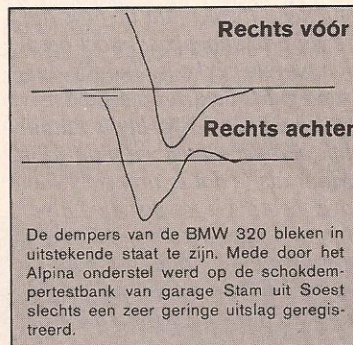 Rechts vóór
Rechts achter
De dempers van de BMW 320 bleken in
uitstekende staat te zijn. Mede door het
Alpina onderstel werd op de schokdem-
pertestbank van garage Stam uit Soest
slechts een zeer geringe uitslag geregis-
treerd.